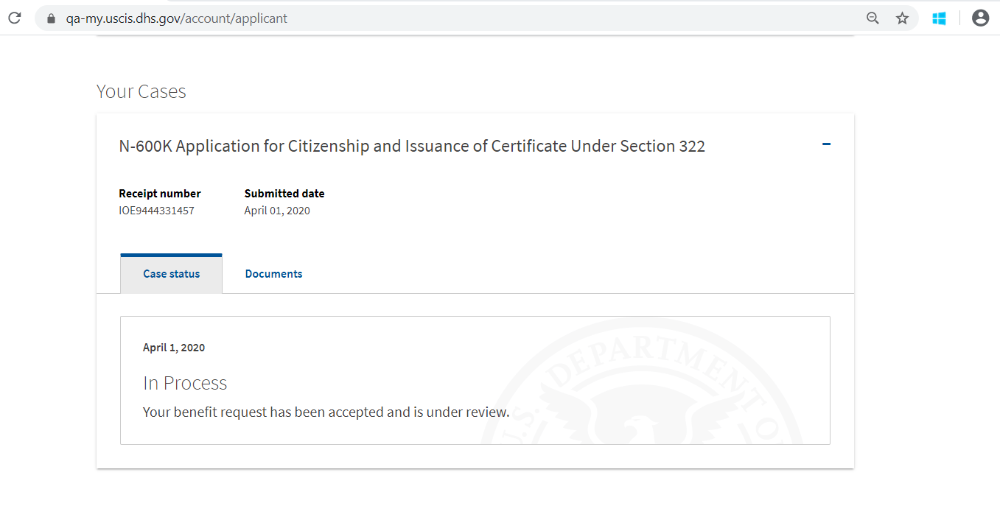 qa-my.uscis.dhs.gov/account/applicant
Your Cases
N-600K Application for Citizenship and Issuance of Certificate Under Section 322
Receipt number Submitted date
IOE9444331457 April 01, 2020
Case status Documents
April 1, 2020
In Process
Your benefit request has been accepted and is under review.
U.S. DEPARTMENT OF